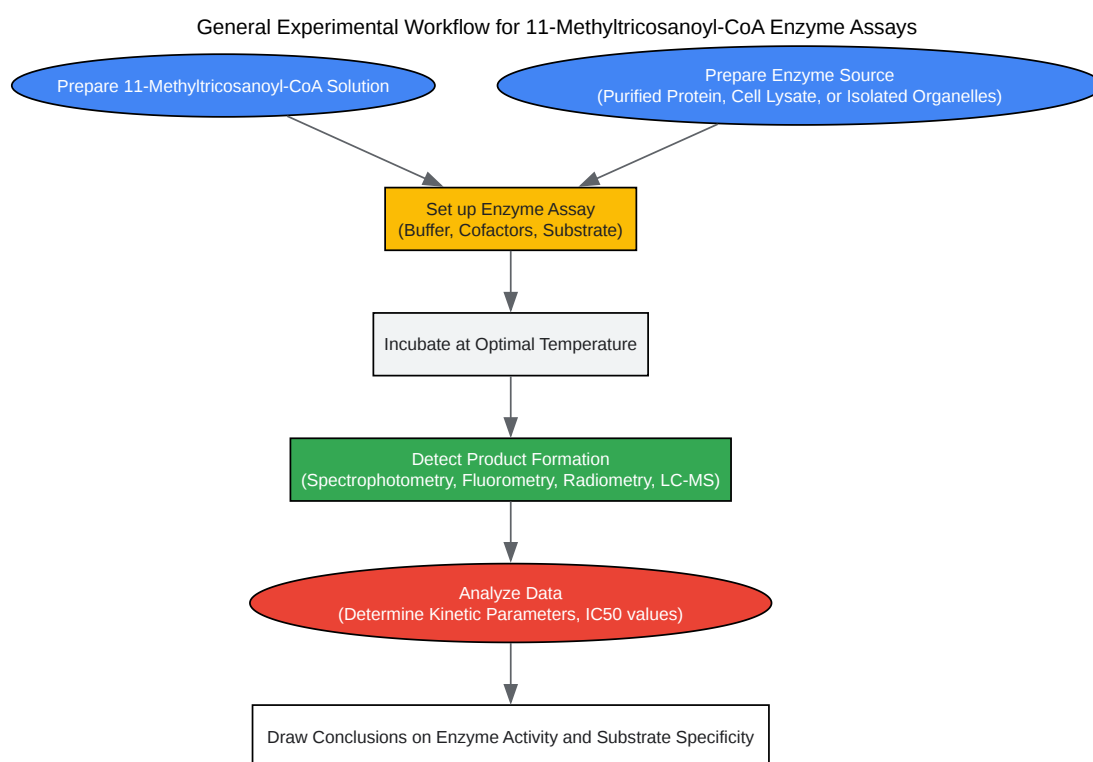 General Experimental Workflow for 11-Methyltricosanoyl-CoA Enzyme Assays
Prepare 11-Methyltricosanoyl-CoA Solution
Prepare Enzyme Source
(Purified Protein, Cell Lysate, or Isolated Organelles)
Set up Enzyme Assay
(Buffer, Cofactors, Substrate)
Incubate at Optimal Temperature
Detect Product Formation
(Spectrophotometry, Fluorometry, Radiometry, LC-MS)
Analyze Data
(Determine Kinetic Parameters, IC50 values)
Draw Conclusions on Enzyme Activity and Substrate Specificity